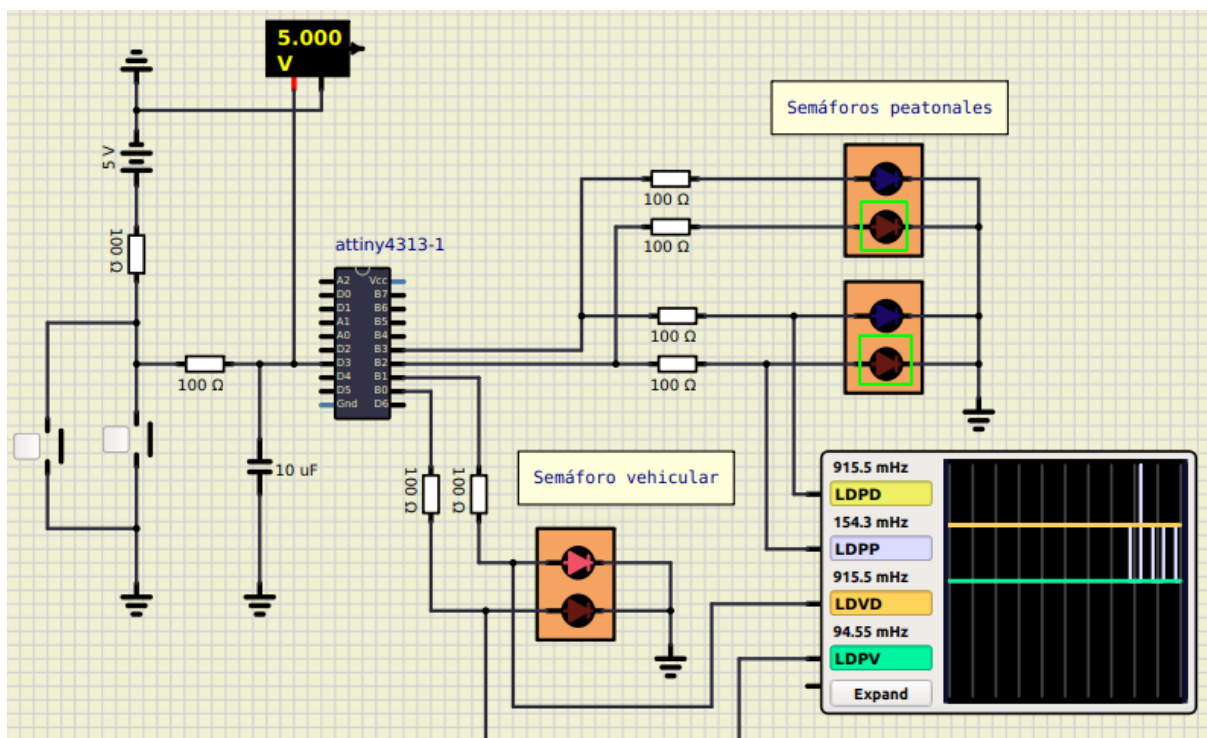 5.000
V
Semáforos peatonales
5 V
100 Ω
100 Ω
100 Ω
attiny4313-1
A2 Vcc
D0 B7
D1 B6
A1 B5
A0 B4
D2 B3
D3 B2
D4 B1
D5 B0
Gnd D6
100 Ω
100 Ω
100 Ω
10 uF
100 Ω
100 Ω
Semáforo vehicular
915.5 mHz
LDPD
154.3 mHz
LDPP
915.5 mHz
LDVD
94.55 mHz
LDPV
Expand